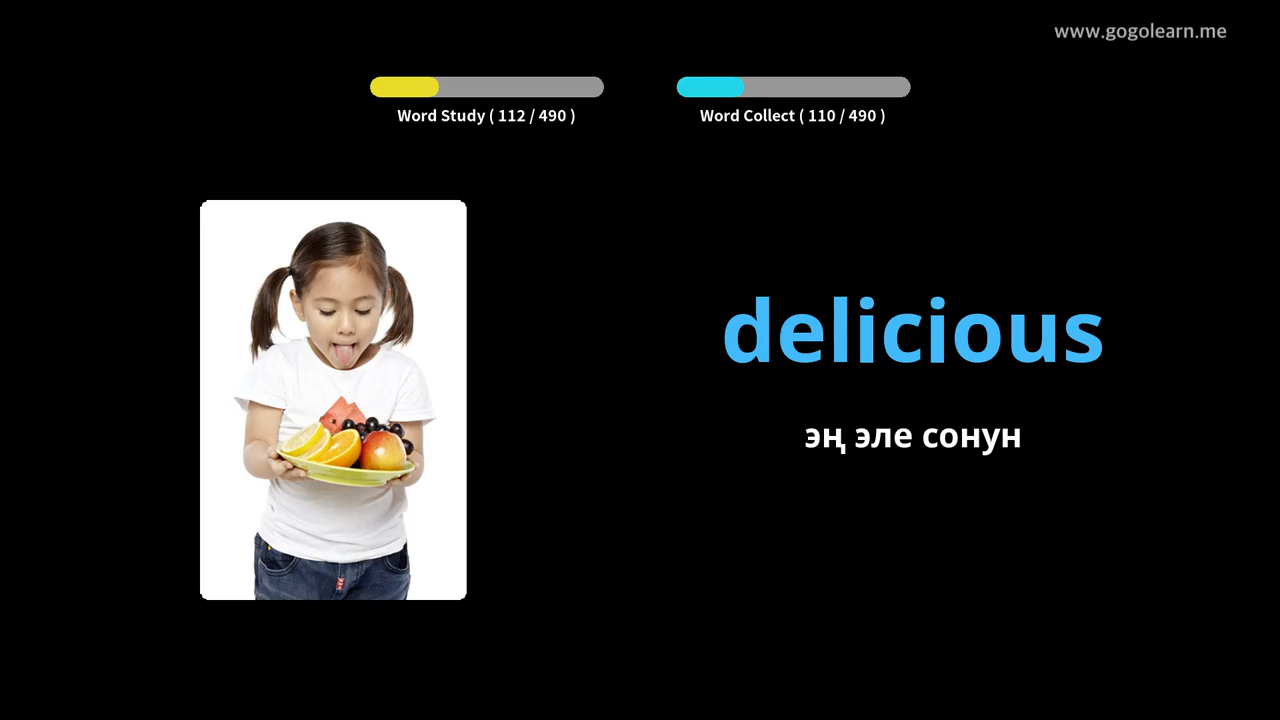 www.gogolearn.me
Word Study ( 112 / 490 )
Word Collect ( 110 / 490 )
delicious
эң эле сонун